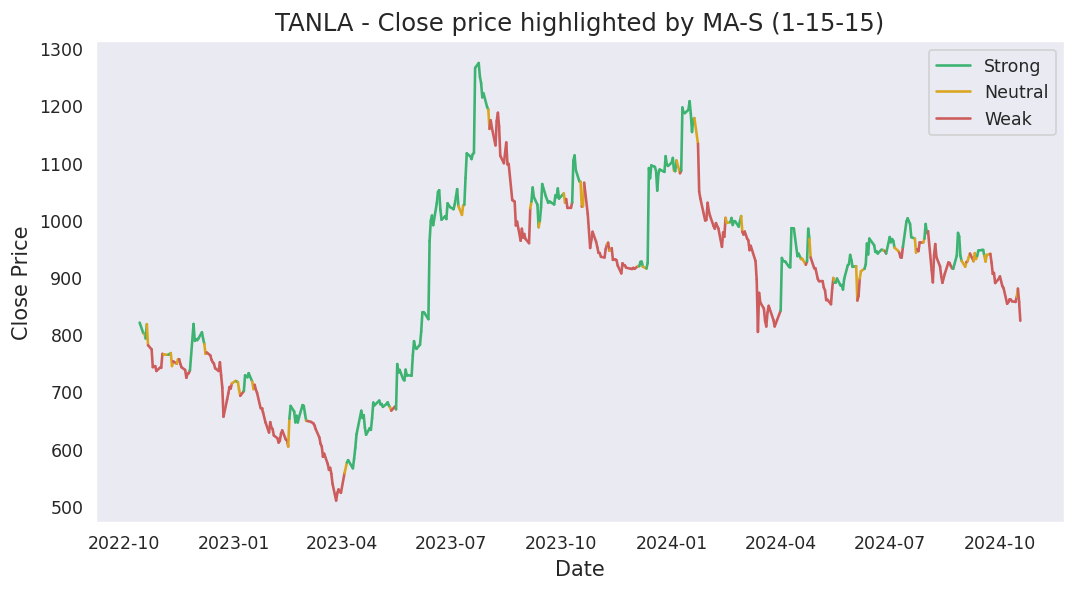 TANLA - Close price highlighted by MA-S (1-15-15)
Strong
Neutral
Weak
1300
1200
1100
1000
900
800
700
600
500
Close Price
2022-10 2023-01 2023-04 2023-07 2023-10 2024-01 2024-04 2024-07 2024-10
Date